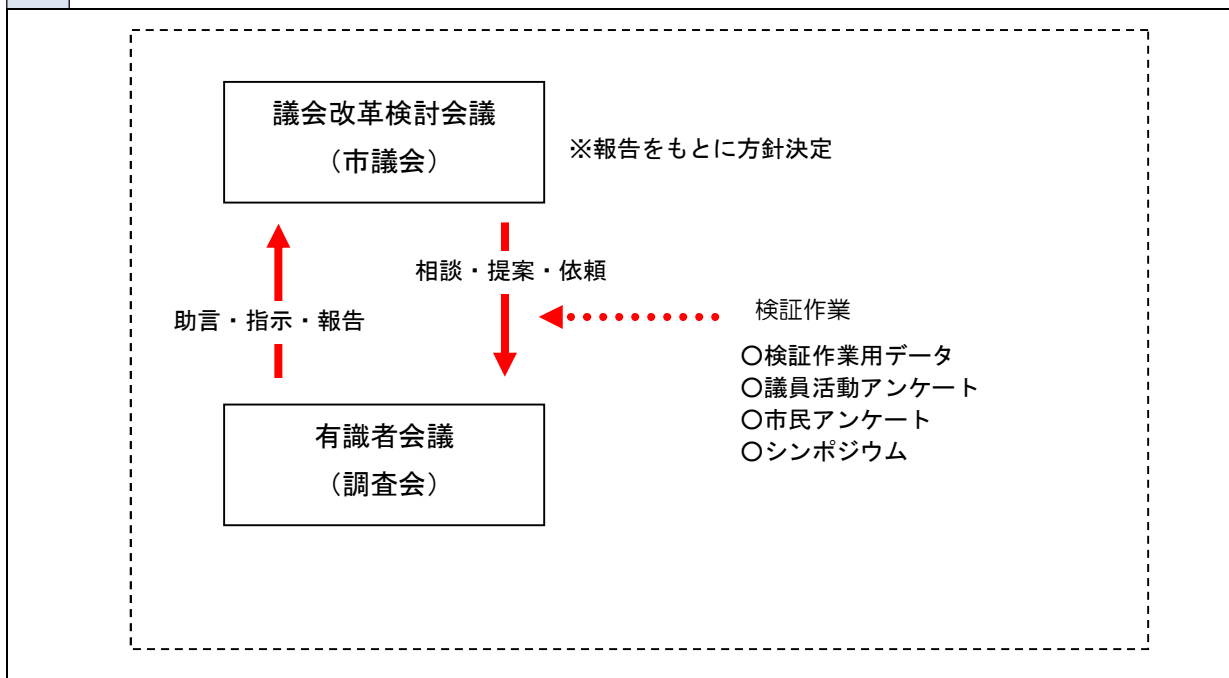 議会改革検討会議
（市議会）
※報告をもとに方針決定
相談・提案・依頼
助言・指示・報告
検証作業
〇検証作業用データ
〇議員活動アンケート
〇市民アンケート
〇シンポジウム
有識者会議
（調査会）